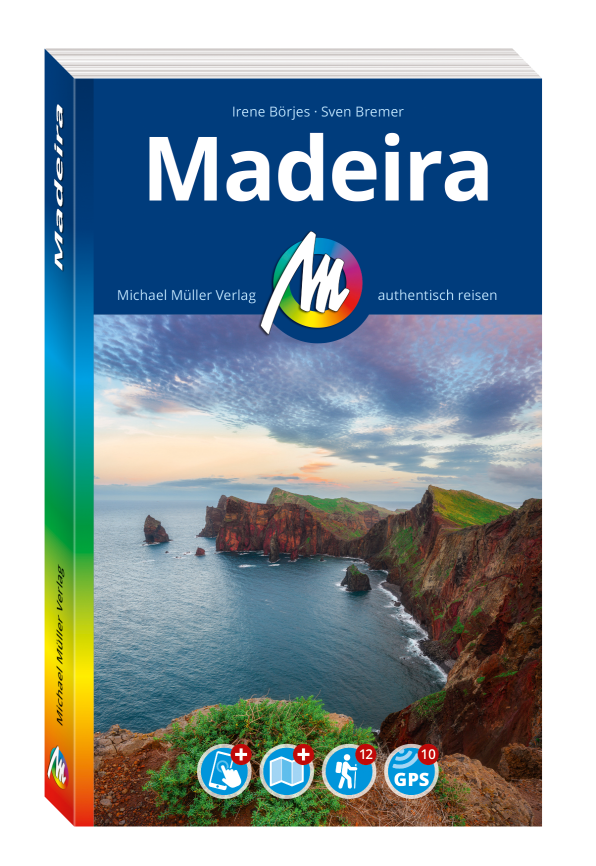 Irene Börjes · Sven Bremer
Madeira
Michael Müller Verlag
authentisch reisen
12
10
GPS
Madeira
Michael Müller Verlag